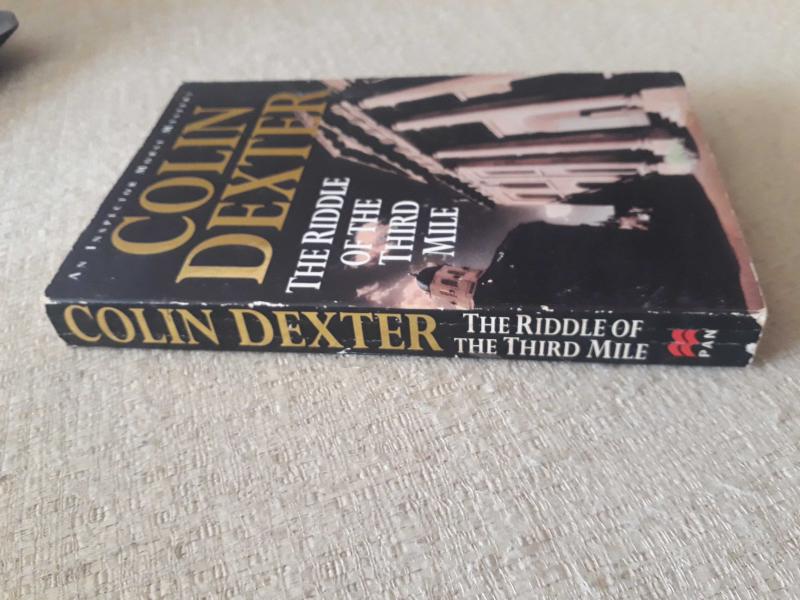 AN INSPECTOR MORSE MYSTERY
COLIN
DEXTER
THE RIDDLE
OF THE
THIRD
MILE
COLIN DEXTER
THE RIDDLE OF
THE THIRD MILE
PAN